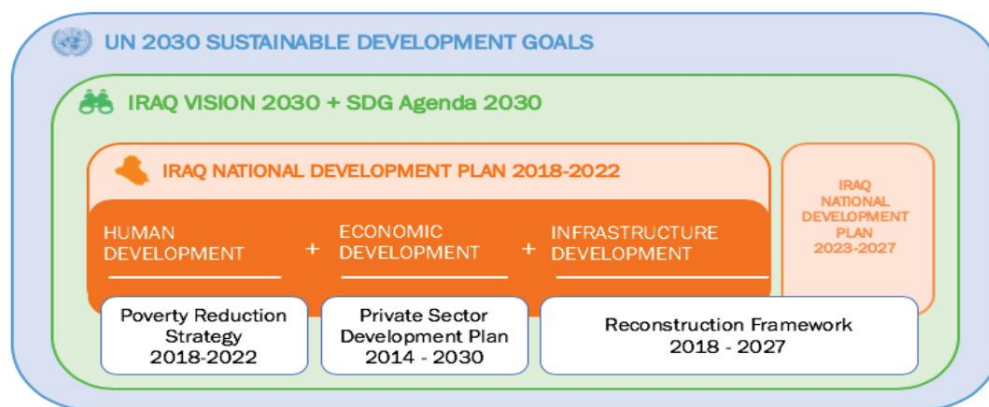 UN 2030 SUSTAINABLE DEVELOPMENT GOALS
IRAQ VISION 2030 + SDG Agenda 2030
IRAQ NATIONAL DEVELOPMENT PLAN 2018-2022
HUMAN
DEVELOPMENT
+
ECONOMIC
DEVELOPMENT
+
INFRASTRUCTURE
DEVELOPMENT
Poverty Reduction
Strategy
2018-2022
Private Sector
Development Plan
2014 - 2030
Reconstruction Framework
2018 - 2027
IRAQ
NATIONAL
DEVELOPMENT
PLAN
2023-2027